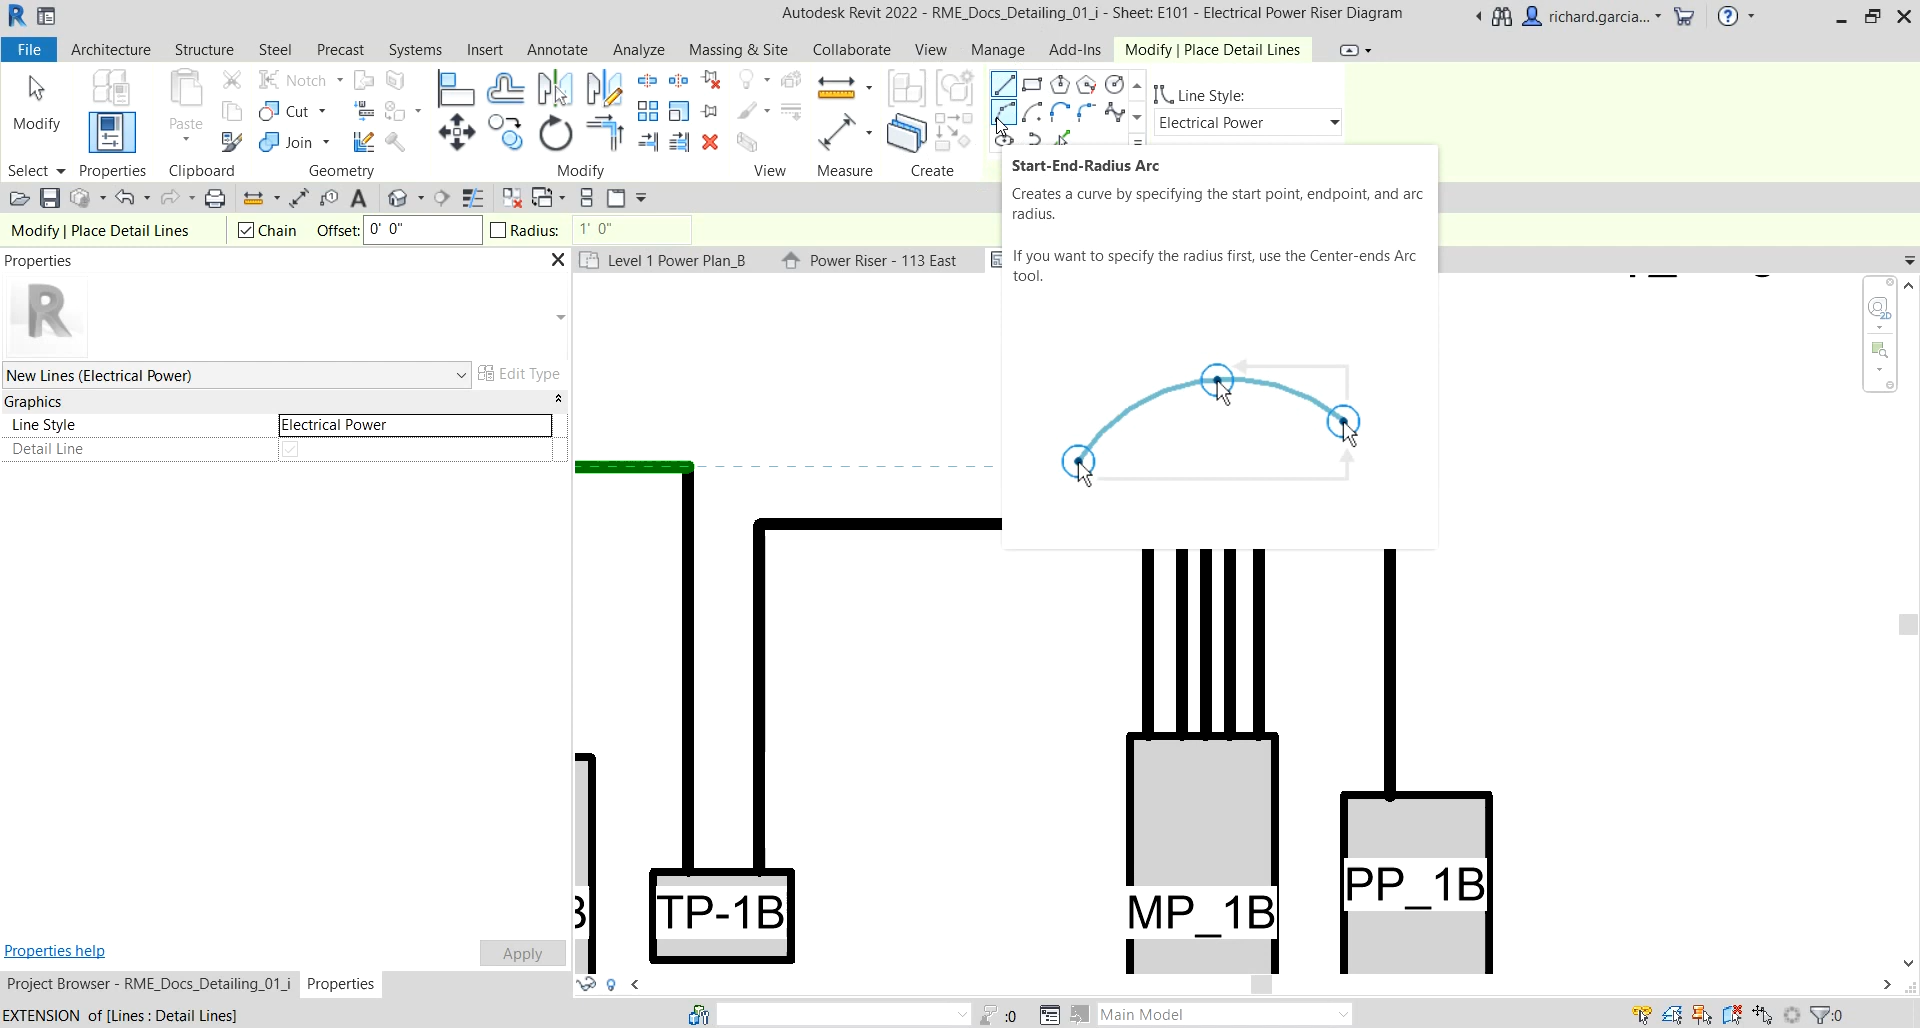 Autodesk Revit 2022 - RME_Docs_Detailing_01_i - Sheet: E101 - Electrical Power Riser Diagram
richard.garcia...
File Architecture Structure Steel Precast Systems Insert Annotate Analyze Massing & Site Collaborate View Manage Add-Ins Modify | Place Detail Lines
Modify
Paste
Notch
Cut
Join
Line Style:
Electrical Power
Select Properties Clipboard Geometry Modify View Measure Create
Start-End-Radius Arc
Creates a curve by specifying the start point, endpoint, and arc
radius.
If you want to specify the radius first, use the Center-ends Arc
tool.
Modify | Place Detail Lines Chain Offset: 0' 0" Radius: 1' 0"
Properties
Level 1 Power Plan_B Power Riser - 113 East
R
2D
New Lines (Electrical Power) Edit Type
Graphics
Line Style Electrical Power
Detail Line
TP-1B
MP_1B
PP_1B
B
Properties help Apply
Project Browser - RME_Docs_Detailing_01_i Properties
EXTENSION of [Lines : Detail Lines] :0 Main Model :0